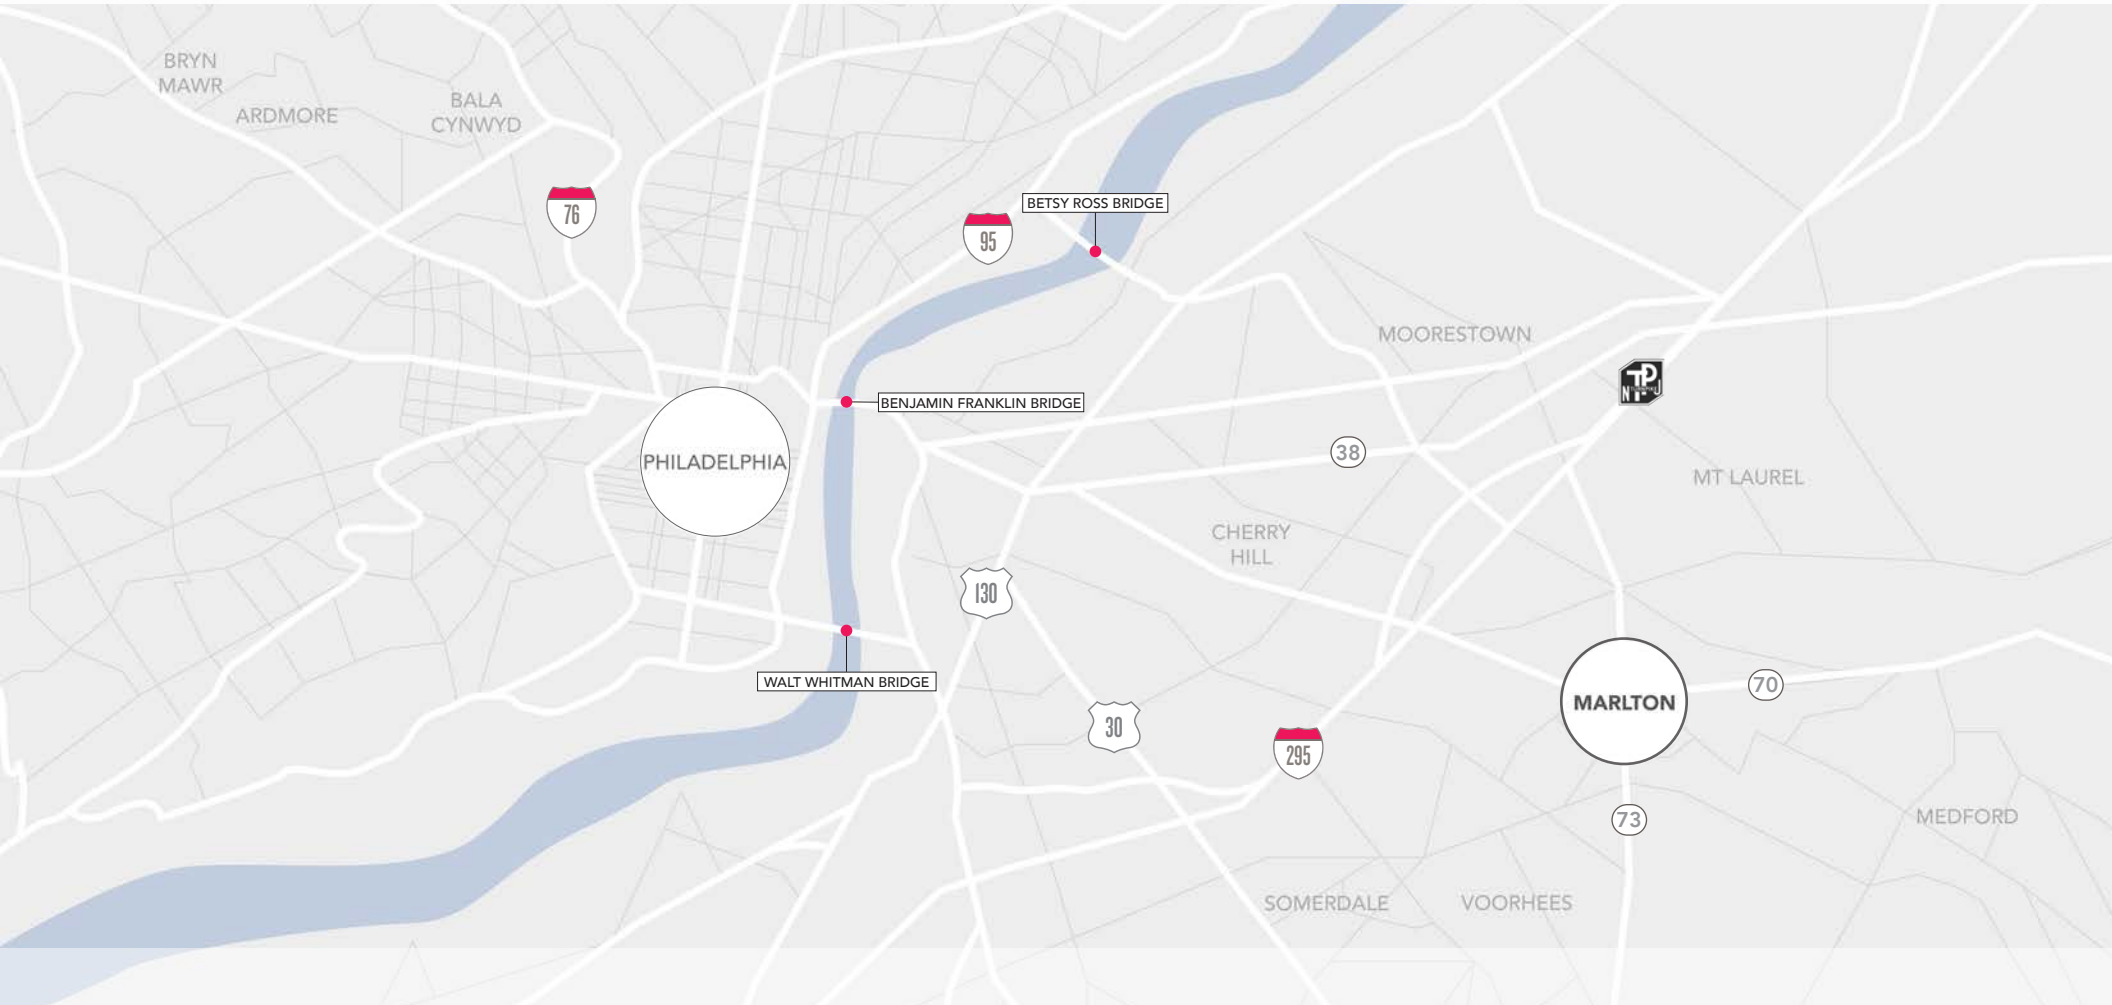 BRYN
MAWR
ARDMORE
BALA
CYNWYD
76
95
BETSY ROSS BRIDGE
MOORESTOWN
BENJAMIN FRANKLIN BRIDGE
PHILADELPHIA
38
MT LAUREL
CHERRY
HILL
130
WALT WHITMAN BRIDGE
30
295
MARLTON
70
73
MEDFORD
SOMERDALE
VOORHEES